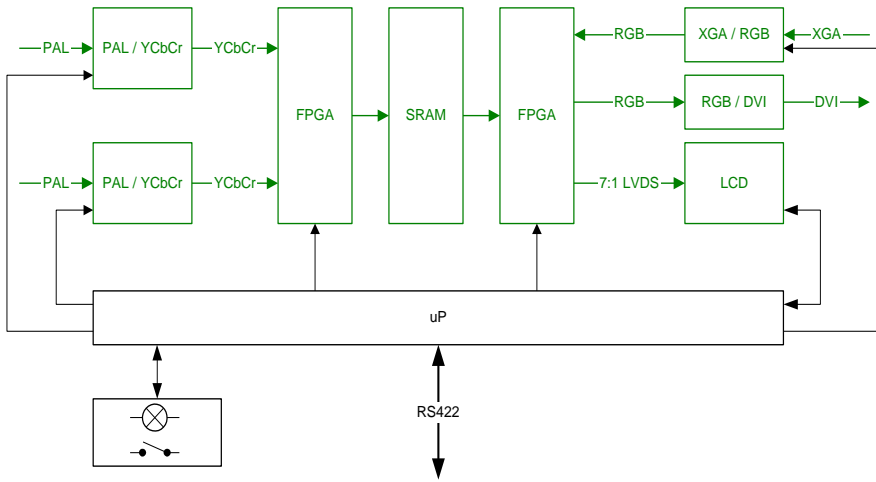 PAL
PAL / YCbCr
YCbCr
FPGA
SRAM
FPGA
RGB
XGA / RGB
XGA
RGB
RGB / DVI
DVI
PAL
PAL / YCbCr
YCbCr
7:1 LVDS
LCD
uP
RS422